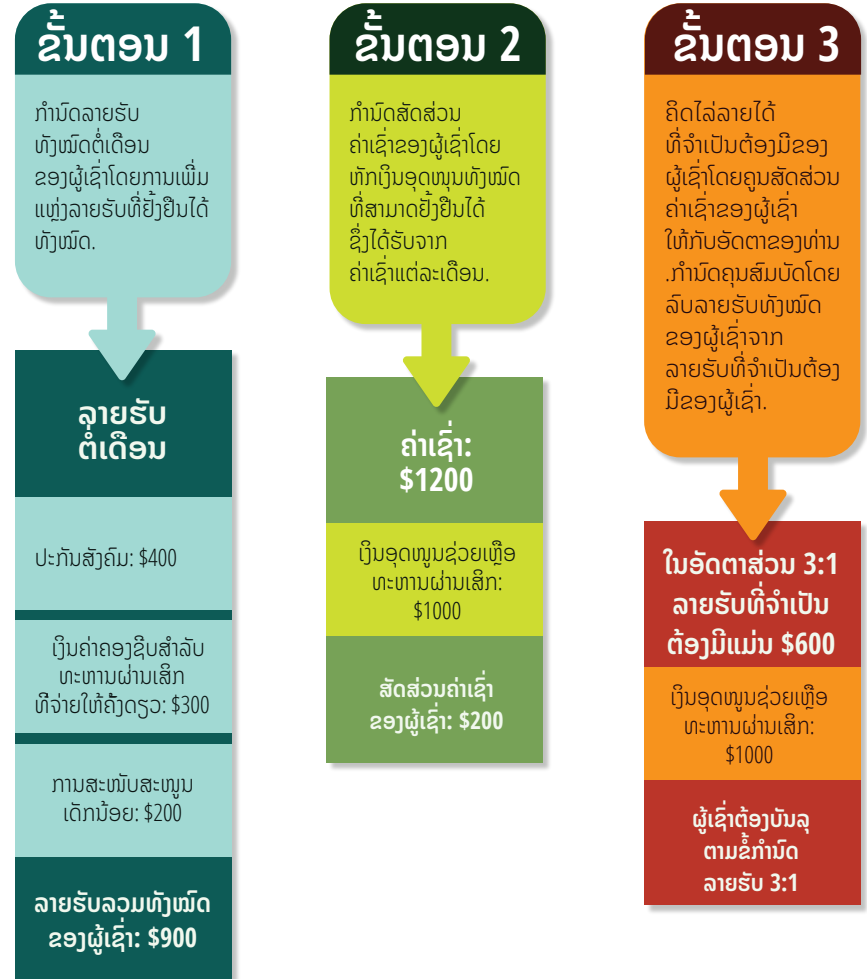 ຂັ້ນຕອນ 1
ກຳນົດລາຍຮັບ
ທັງໝົດຕໍ່ເດືອນ
ຂອງຜູ້ເຊົ່າໂດຍການເພີ່ມ
ແຫຼ່ງລາຍຮັບທີ່ຢັ້ງຢືນໄດ້
ທັງໝົດ.
ລາຍຮັບ
ຕໍ່ເດືອນ
ປະກັນສັງຄົມ: $400
ເງິນຄ່າຄອງຊີບສຳລັບ
ທະຫານຜ່ານເສິກ
ທີ່ຈ່າຍໃຫ້ຄັ້ງດຽວ: $300
ການສະໜັບສະໜູນ
ເດັກນ້ອຍ: $200
ລາຍຮັບລວມທັງໝົດ
ຂອງຜູ້ເຊົ່າ: $900
ຂັ້ນຕອນ 2
ກຳນົດສັດສ່ວນ
ຄ່າເຊົ່າຂອງຜູ້ເຊົ່າໂດຍ
ຫັກເງິນອຸດໜຸນທັງໝົດ
ທີ່ສາມາດຢັ້ງຢືນໄດ້
ຊຶ່ງໄດ້ຮັບຈາກ
ຄ່າເຊົ່າແຕ່ລະເດືອນ.
ຄ່າເຊົ່າ:
$1200
ເງິນອຸດໜູນຊ່ວຍເຫຼືອ
ທະຫານຜ່ານເສິກ:
$1000
ສັດສ່ວນຄ່າເຊົ່າ
ຂອງຜູ້ເຊົ່າ: $200
ຂັ້ນຕອນ 3
ຄິດໄລ່ລາຍໄດ້
ທີ່ຈຳເປັນຕ້ອງມີຂອງ
ຜູ້ເຊົ່າໂດຍຄູນສັດສ່ວນ
ຄ່າເຊົ່າຂອງຜູ້ເຊົ່າ
ໃຫ້ກັບອັດຕາຂອງທ່ານ
.ກຳນົດຄຸນສົມບັດໂດຍ
ລົບລາຍຮັບທັງໝົດ
ຂອງຜູ້ເຊົ່າຈາກ
ລາຍຮັບທີ່ຈຳເປັນຕ້ອງ
ມີຂອງຜູ້ເຊົ່າ.
ໃນອັດຕາສ່ວນ 3:1
ລາຍຮັບທີ່ຈຳເປັນ
ຕ້ອງມີແມ່ນ $600
ເງິນອຸດໜູນຊ່ວຍເຫຼືອ
ທະຫານຜ່ານເສິກ:
$1000
ຜູ້ເຊົ່າຕ້ອງບັນລຸ
ຕາມຂໍ້ກຳນົດ
ລາຍຮັບ 3:1